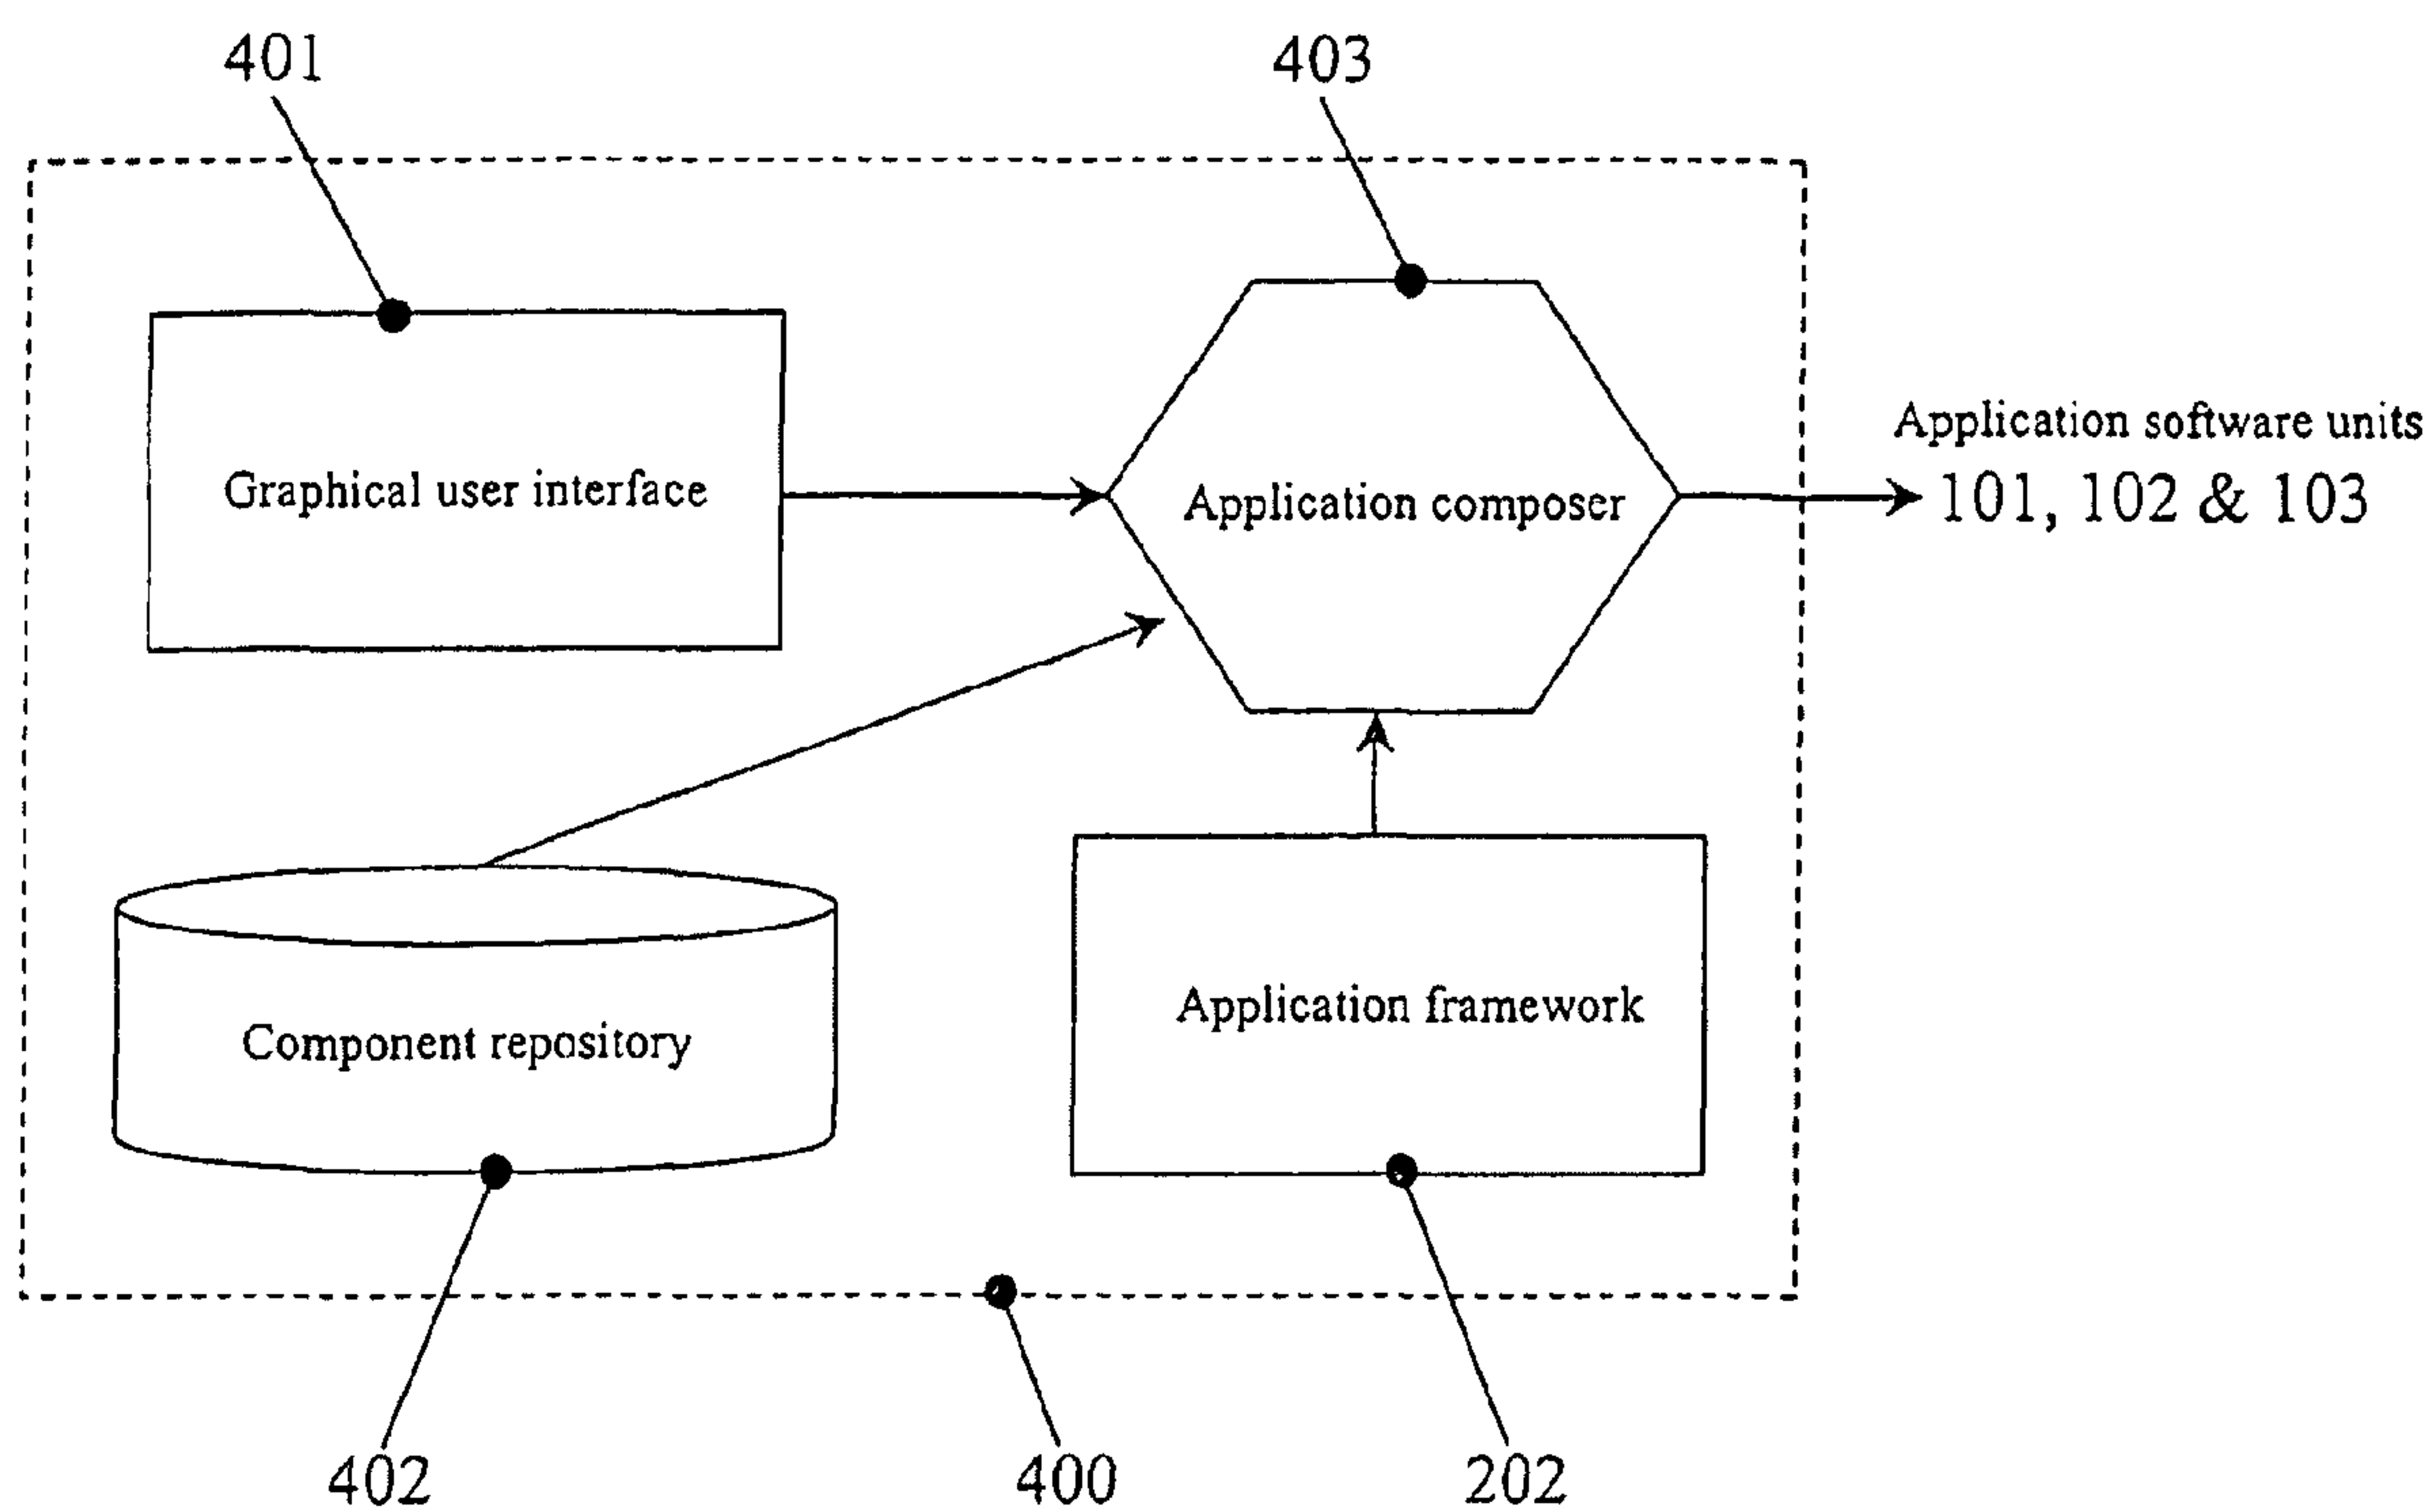 401
403
Graphical user interface
Application composer
Application software units
101, 102 & 103
Component repository
Application framework
402
400
202